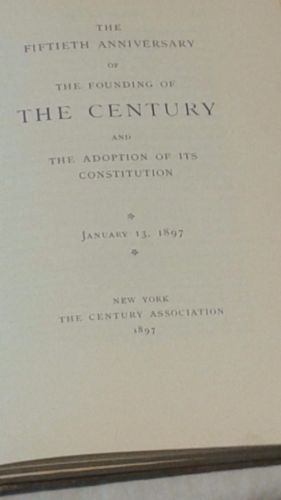 THE
FIFTIETH ANNIVERSARY
OF
THE FOUNDING OF
THE CENTURY
AND
THE ADOPTION OF ITS
CONSTITUTION
JANUARY 13, 1897
NEW YORK
THE CENTURY ASSOCIATION
1897